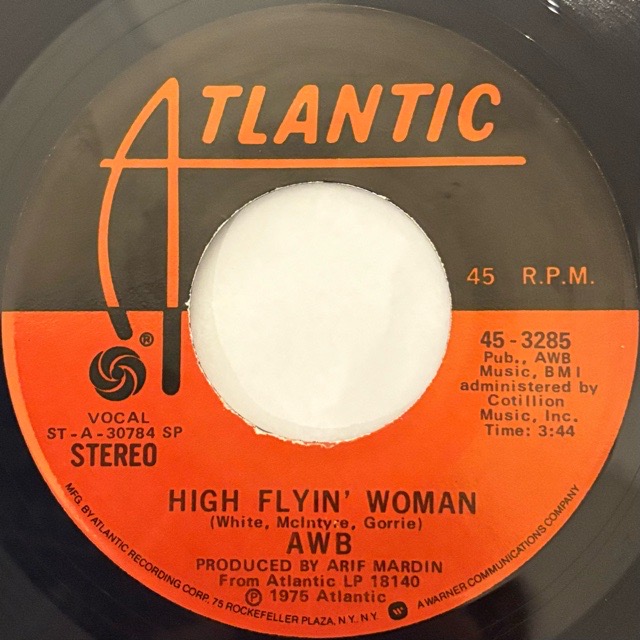 ATLANTIC
45 R.P.M.
®
45-3285
Pub., AWB
Music, BMI
administered by
Cotillion
Music, Inc.
Time: 3:44
VOCAL
ST-A-30784 SP
STEREO
HIGH FLYIN' WOMAN
(White, McIntyre, Gorrie)
AWB
PRODUCED BY ARIF MARDIN
From Atlantic LP 18140
℗ 1975 Atlantic
MFG. BY ATLANTIC RECORDING CORP., 75 ROCKEFELLER PLAZA, N.Y., N.Y. A WARNER COMMUNICATIONS COMPANY